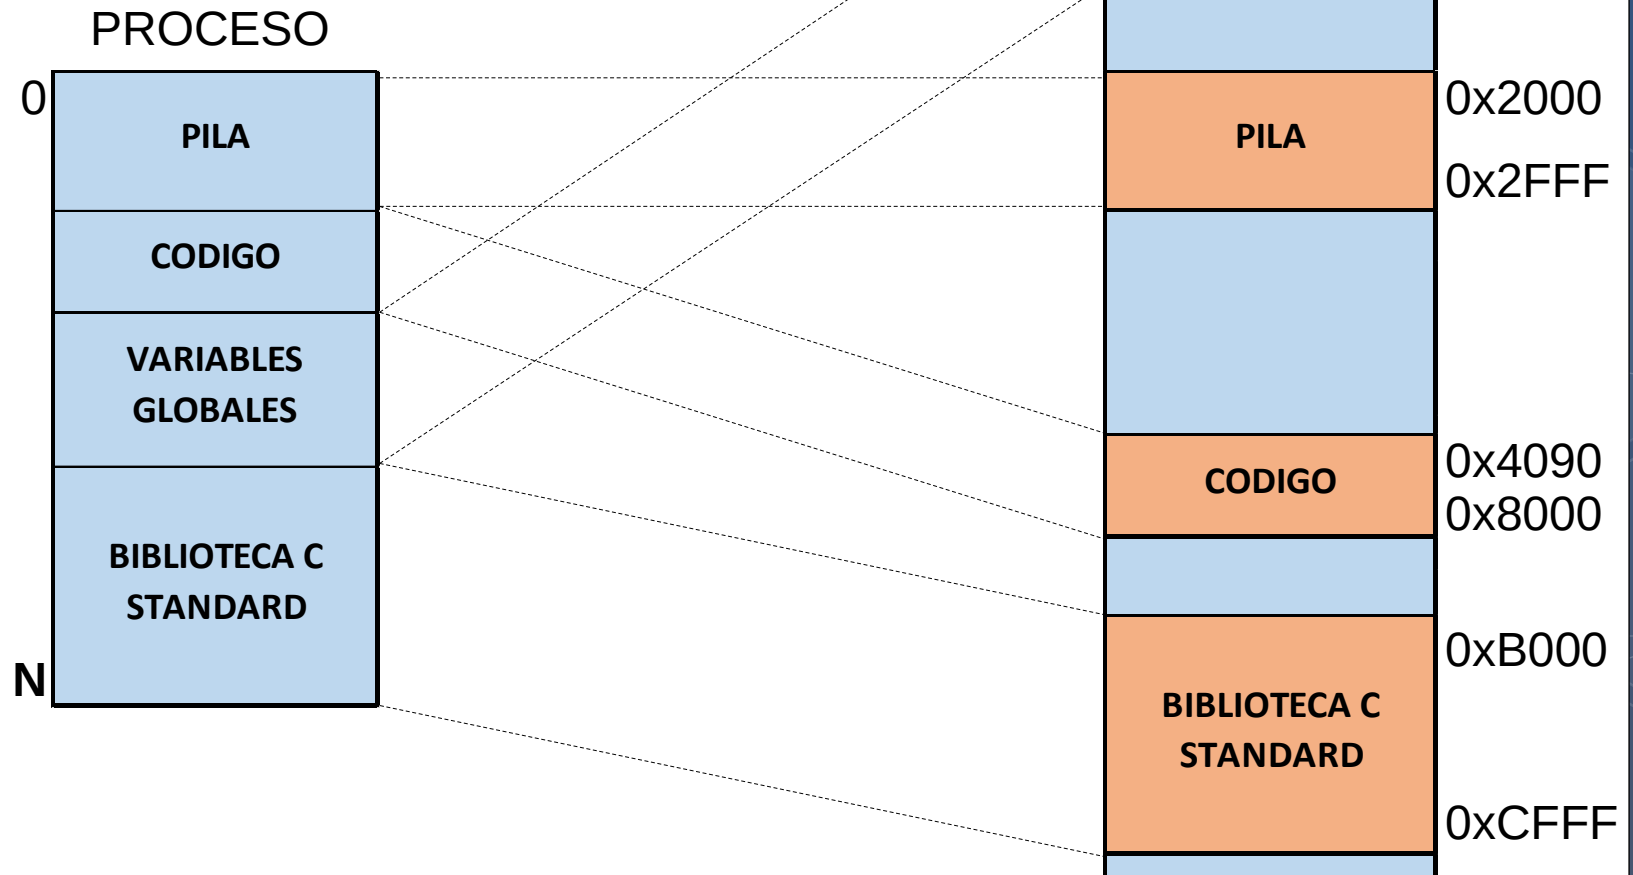 PROCESO
0
PILA
CODIGO
VARIABLES
GLOBALES
BIBLIOTECA C
STANDARD
N
PILA
0x2000
0x2FFF
CODIGO
0x4090
0x8000
BIBLIOTECA C
STANDARD
0xB000
0xCFFF